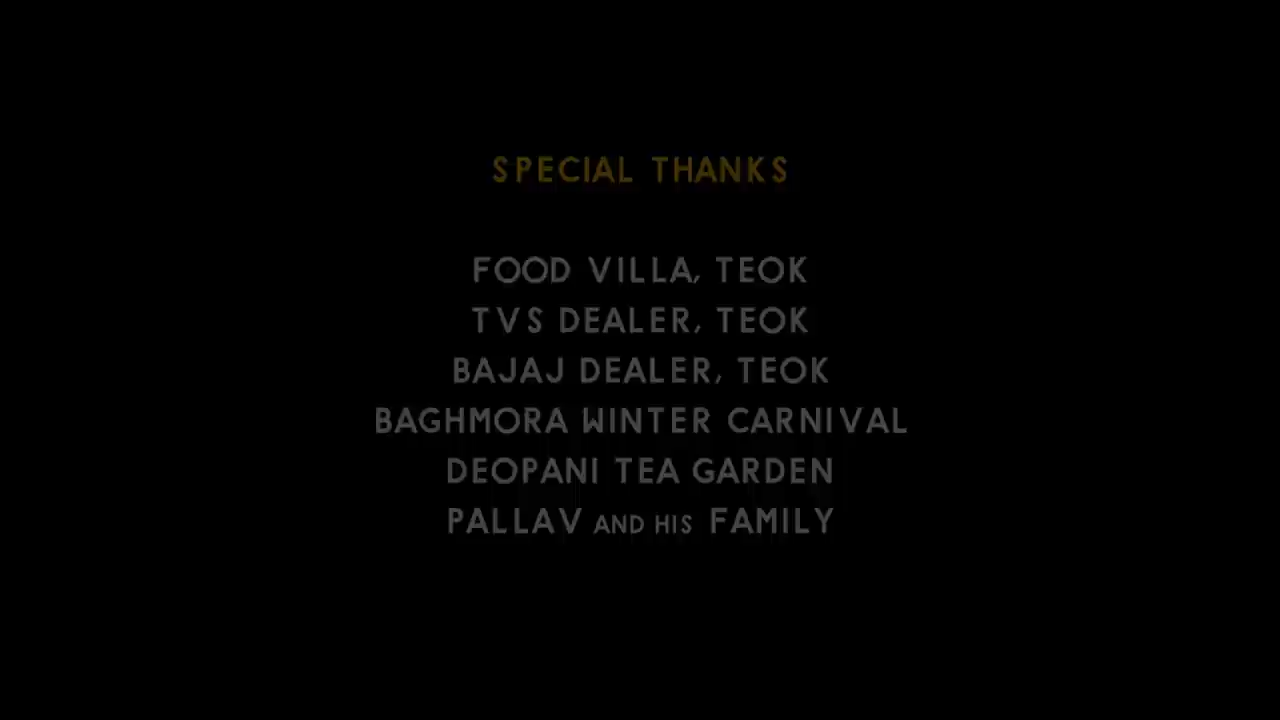 SPECIAL THANKS
FOOD VILLA, TEOK
TVS DEALER, TEOK
BAJAJ DEALER, TEOK
BAGHMORA WINTER CARNIVAL
DEOPANI TEA GARDEN
PALLAV AND HIS FAMILY